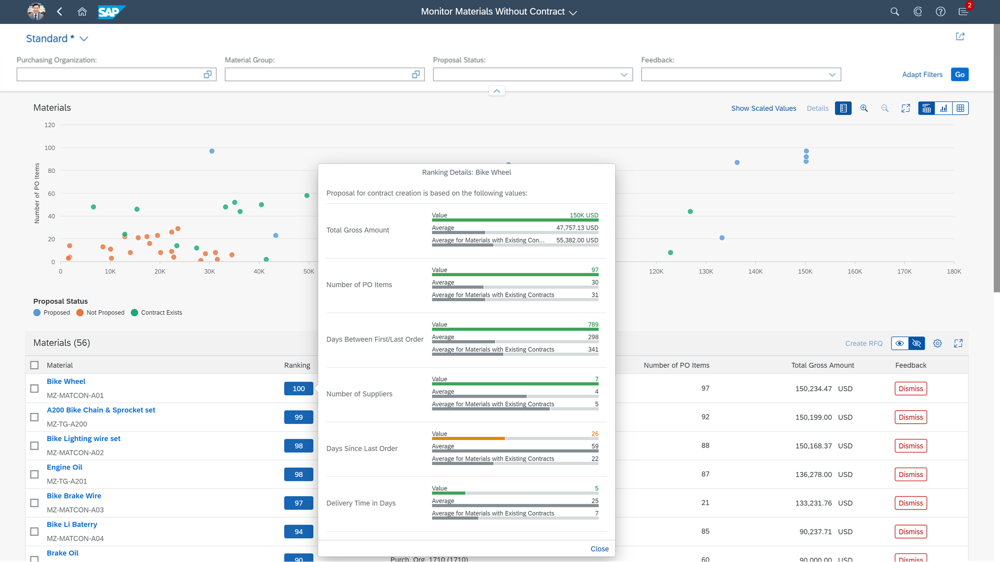 SAP
Monitor Materials Without Contract
2
Standard *
Purchasing Organization:
Material Group:
Proposal Status:
Feedback:
Adapt Filters
Go
Materials
Show Scaled Values
Details
Number of PO Items
120
100
80
60
40
20
0
0
10K
20K
30K
40K
50K
120K
130K
140K
150K
160K
170K
180K
Proposal Status
Proposed
Not Proposed
Contract Exists
Ranking Details: Bike Wheel
Proposal for contract creation is based on the following values:
Total Gross Amount
Value 150K USD
Average 47,757.13 USD
Average for Materials with Existing Con... 55,382.00 USD
Number of PO Items
Value 97
Average 30
Average for Materials with Existing Contracts 31
Days Between First/Last Order
Value 789
Average 298
Average for Materials with Existing Contracts 341
Number of Suppliers
Value 7
Average 4
Average for Materials with Existing Contracts 5
Days Since Last Order
Value 26
Average 59
Average for Materials with Existing Contracts 22
Delivery Time in Days
Value 5
Average 25
Average for Materials with Existing Contracts 7
Close
Materials (56)
Create RFQ
Material Ranking Number of PO Items Total Gross Amount Feedback
Bike Wheel
MZ-MATCON-A01
100 97 150,234.47 USD Dismiss
A200 Bike Chain & Sprocket set
MZ-TG-A200
99 92 150,199.00 USD Dismiss
Bike Lighting wire set
MZ-MATCON-A02
98 88 150,168.37 USD Dismiss
Engine Oil
MZ-TG-A201
98 87 136,278.00 USD Dismiss
Bike Brake Wire
MZ-MATCON-A03
97 21 133,231.76 USD Dismiss
Bike Li Baterry
MZ-MATCON-A04
94 85 90,237.71 USD Dismiss
Brake Oil
90 Purch. Org. 1710 (1710) 60 90,000.00 USD Dismiss